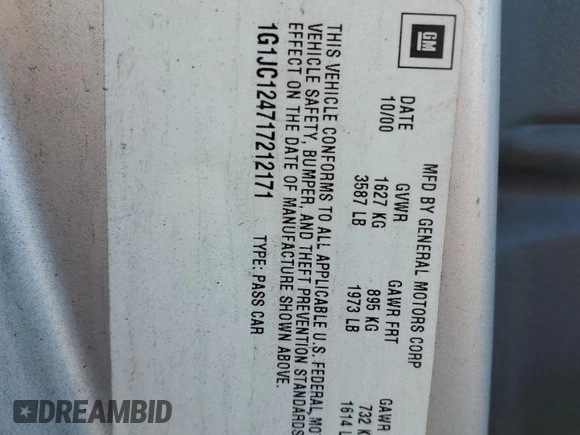 GM
MFD BY GENERAL MOTORS CORP
DATE GVWR GAWR FRT GAWR
10/00 1627 KG 895 KG 732 K
3587 LB 1973 LB 1614 L
THIS VEHICLE CONFORMS TO ALL APPLICABLE U.S. FEDERAL MO
VEHICLE SAFETY, BUMPER, AND THEFT PREVENTION STANDARDS
EFFECT ON THE DATE OF MANUFACTURE SHOWN ABOVE.
1G1JC124717212171 TYPE: PASS CAR
DREAMBID